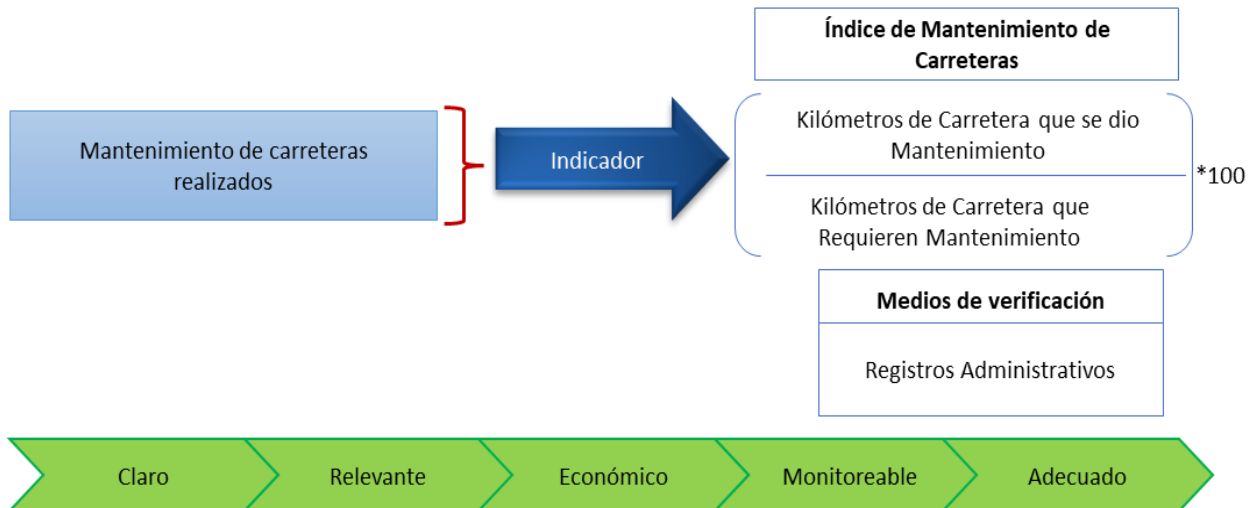 Índice de Mantenimiento de
Carreteras
Mantenimiento de carreteras
realizados
Indicador
Kilómetros de Carretera que se dio
Mantenimiento
Kilómetros de Carretera que
Requieren Mantenimiento
*100
Medios de verificación
Registros Administrativos
Claro
Relevante
Económico
Monitoreable
Adecuado